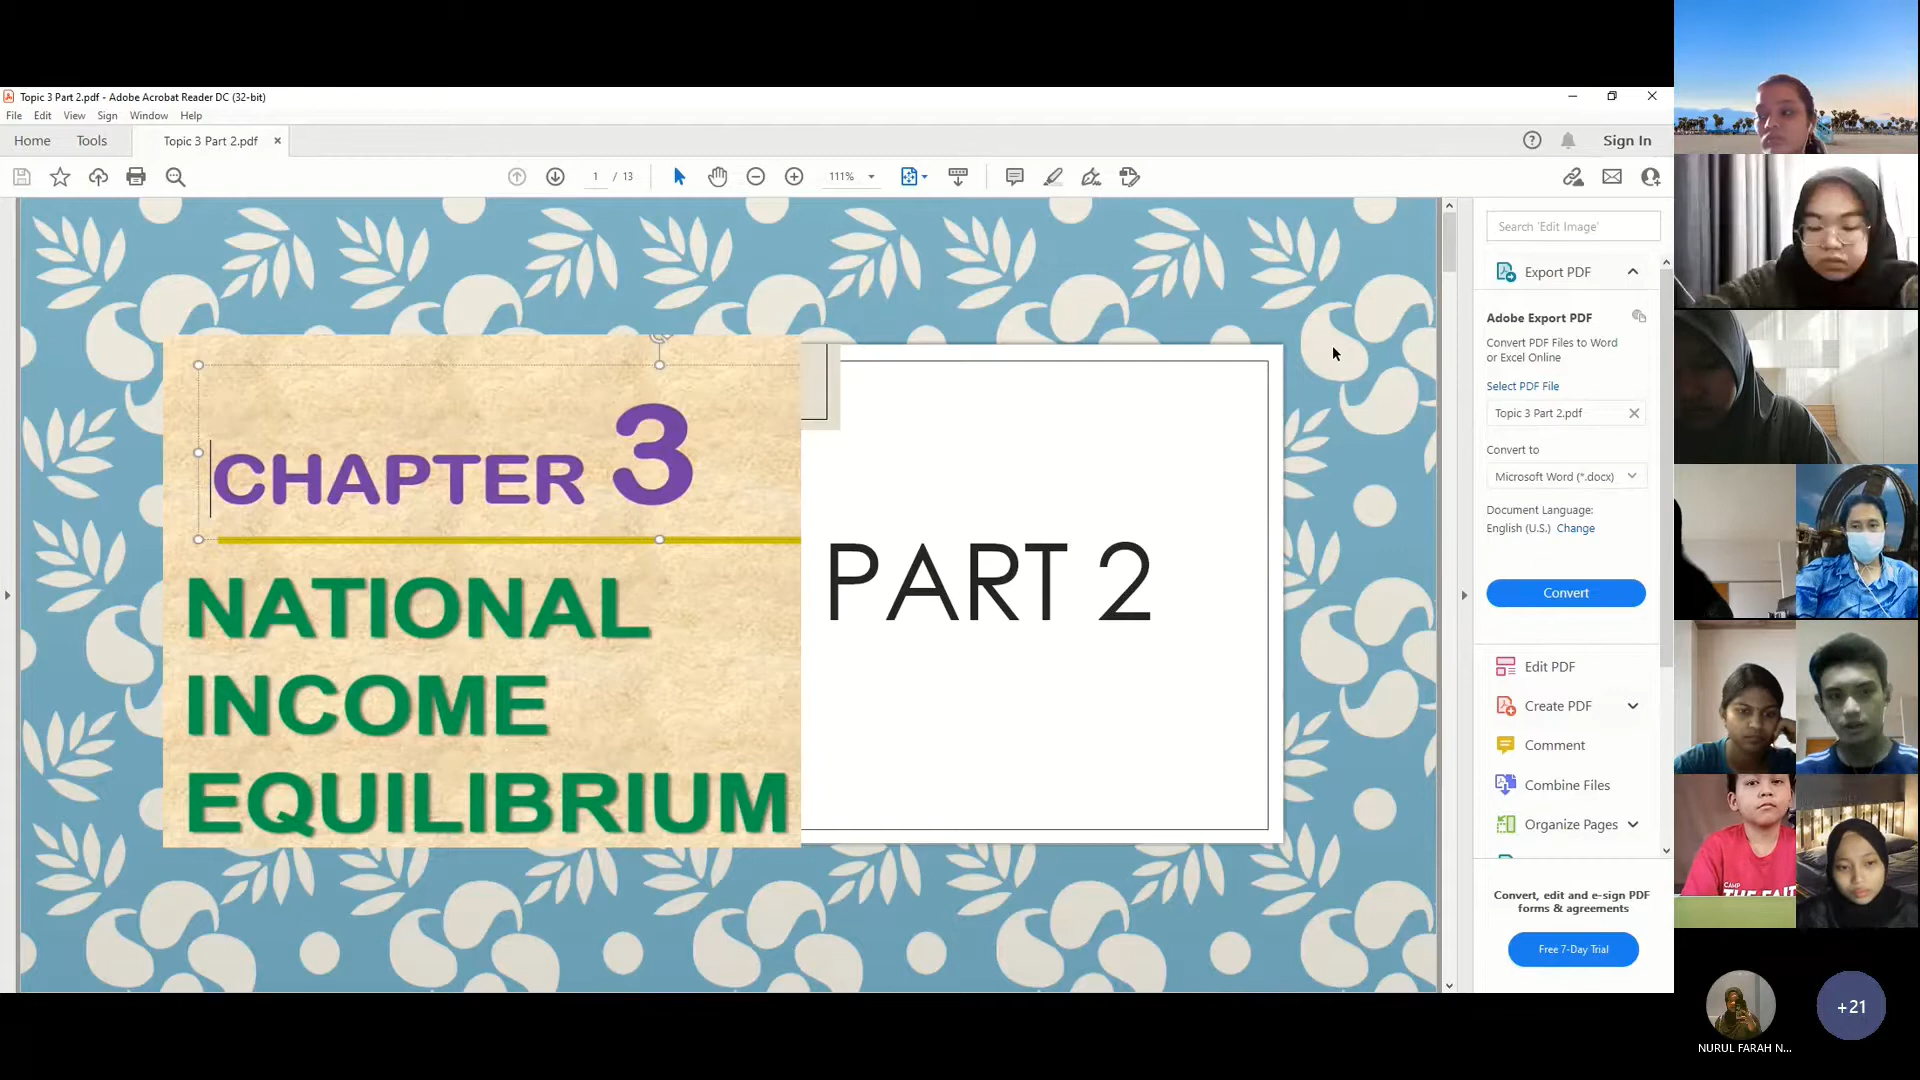 Topic 3 Part 2.pdf - Adobe Acrobat Reader DC (32-bit)
File Edit View Sign Window Help
Home Tools Topic 3 Part 2.pdf Sign In
1 / 13 111%
CHAPTER 3
NATIONAL
INCOME
EQUILIBRIUM
PART 2
Search 'Edit Image'
Export PDF
Adobe Export PDF
Convert PDF Files to Word
or Excel Online
Select PDF File
Topic 3 Part 2.pdf
Convert to
Microsoft Word (*.docx)
Document Language:
English (U.S.) Change
Convert
Edit PDF
Create PDF
Comment
Combine Files
Organize Pages
Convert, edit and e-sign PDF
forms & agreements
Free 7-Day Trial
CAMP
NURUL FARAH N...
+21